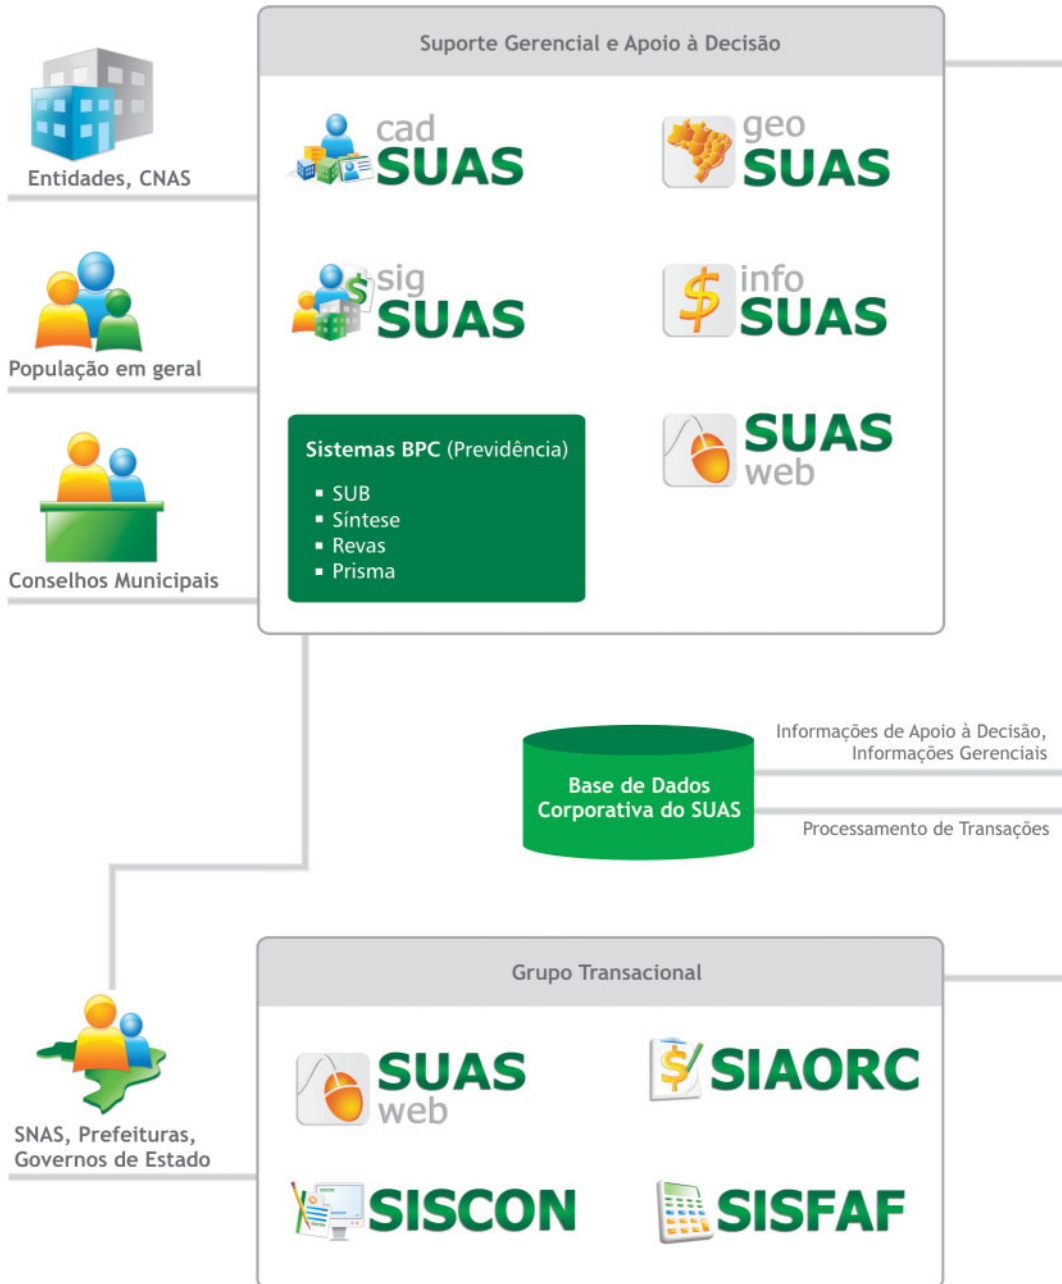 Suporte Gerencial e Apoio à Decisão
Entidades, CNAS
cad
SUAS
geo
SUAS
População em geral
sig
SUAS
info
SUAS
Conselhos Municipais
Sistemas BPC (Previdência)
SUB
Síntese
Revas
Prisma
SUAS
web
Informações de Apoio à Decisão,
Informações Gerenciais
Base de Dados
Corporativa do SUAS
Processamento de Transações
Grupo Transacional
SNAS, Prefeituras,
Governos de Estado
SUAS
web
SIAORC
SISCON
SISFAF